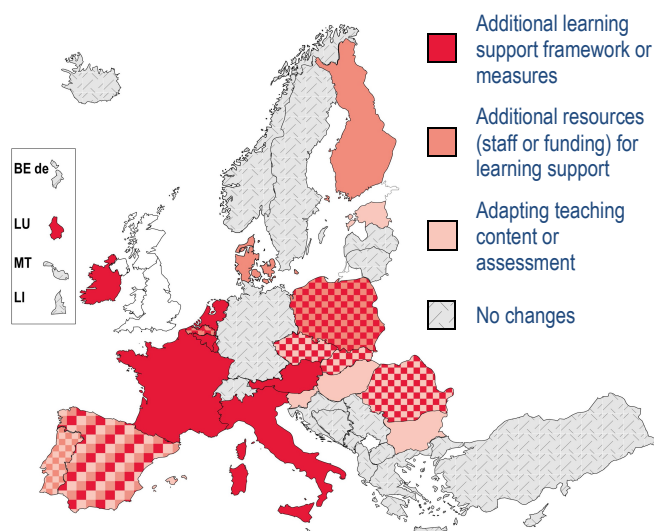 Additional learning
support framework or
measures
Additional resources
(staff or funding) for
learning support
Adapting teaching
content or
assessment
No changes
BE de
LU
MT
LI